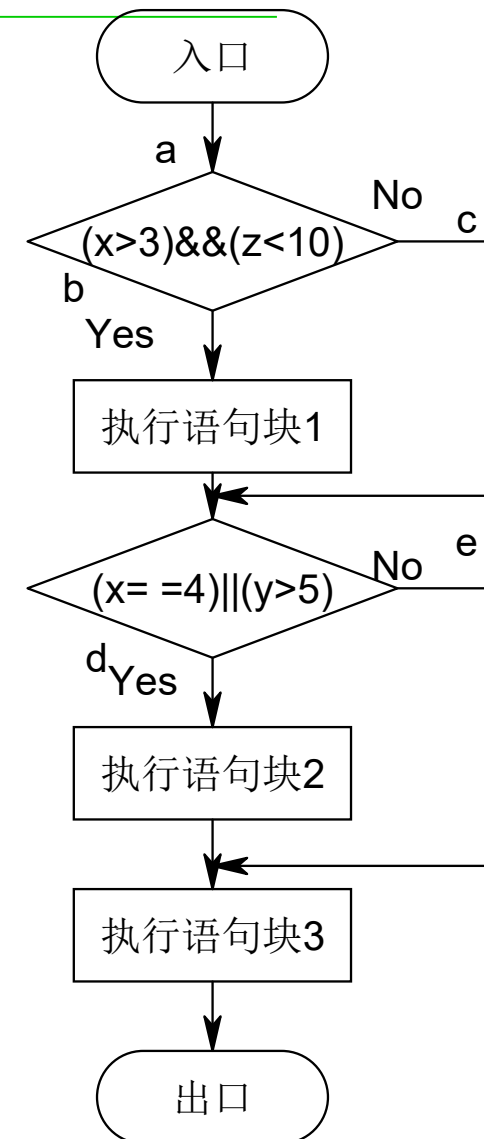 入口
a
No
c
(x>3)&&(z<10)
b
Yes
执行语句块1
e
No
(x= =4)||(y>5)
d
Yes
执行语句块2
执行语句块3
出口